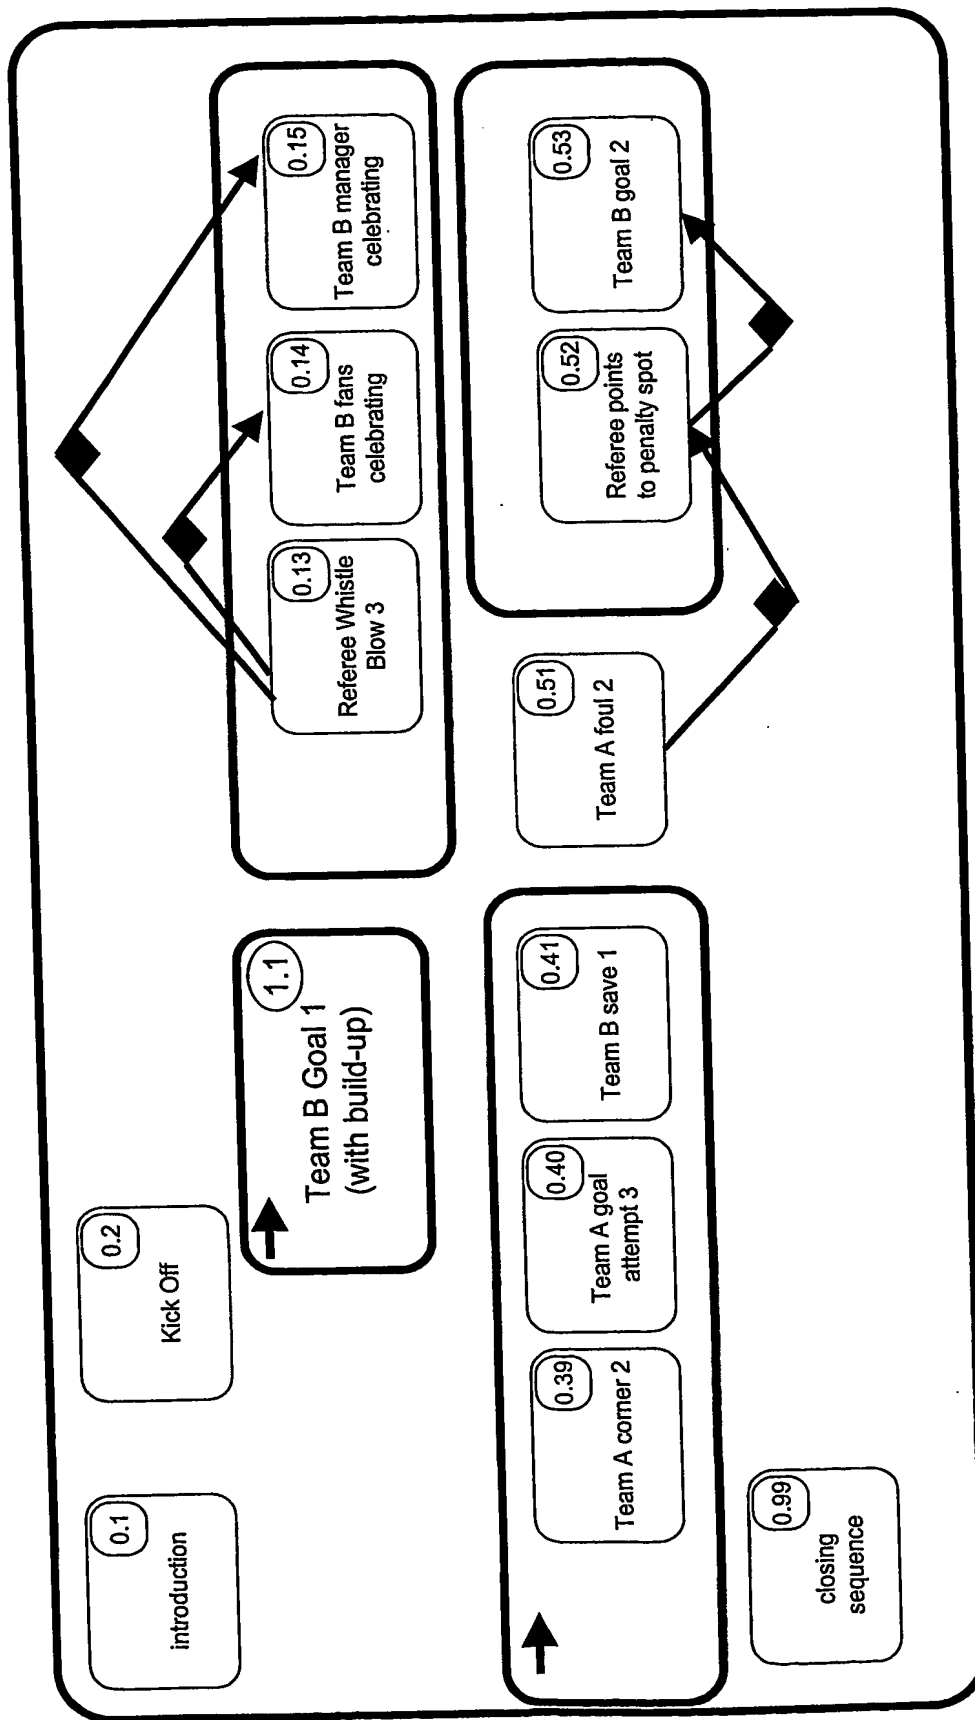 0.1
introduction
0.2
Kick Off
1.1
Team B Goal 1
(with build-up)
0.13
Referee Whistle
Blow 3
0.14
Team B fans
celebrating
0.15
Team B manager
celebrating
0.39
Team A corner 2
0.40
Team A goal
attempt 3
0.41
Team B save 1
0.51
Team A foul 2
0.52
Referee points
to penalty spot
0.53
Team B goal 2
0.99
closing
sequence